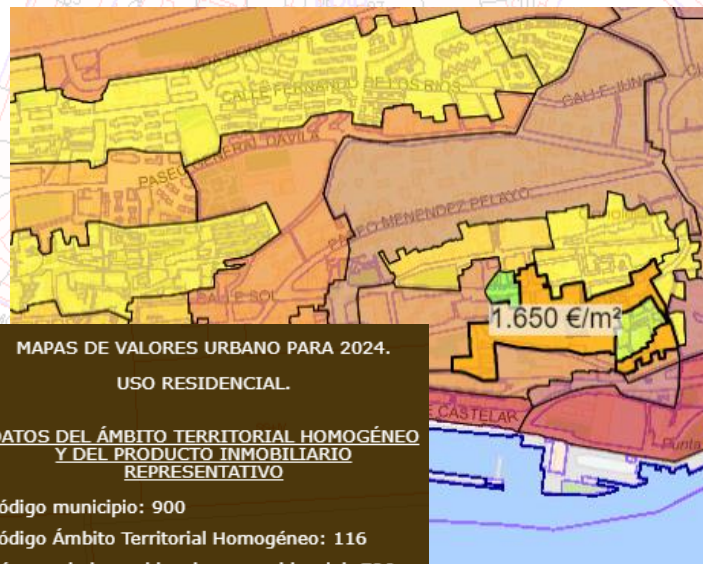 CALLE FERNANDO DE LOS RIOS
CALLE JUNC
PASEO GENERAL DAVILA
PASEO MENENDEZ PELAYO
CALLE SOL
1.650 €/m²
E CASTELAR
Punta
MAPAS DE VALORES URBANO PARA 2024.
USO RESIDENCIAL.
DATOS DEL ÁMBITO TERRITORIAL HOMOGÉNEO
Y DEL PRODUCTO INMOBILIARIO
REPRESENTATIVO
ódigo municipio: 900
ódigo Ámbito Territorial Homogéneo: 116